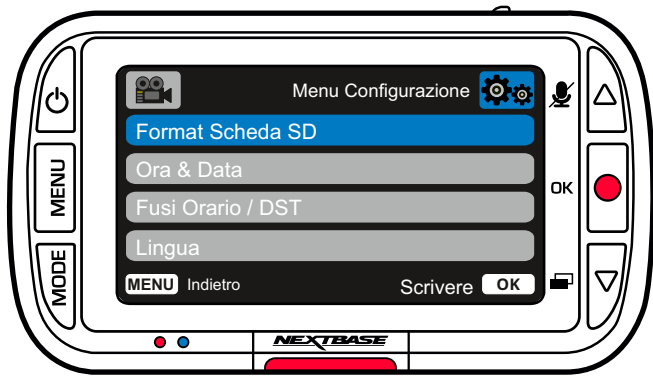 Menu Configurazione
Format Scheda SD
MENU
Ora & Data
OK
Fusi Orario / DST
Lingua
MODE
MENU Indietro
Scrivere OK
NEXTBASE